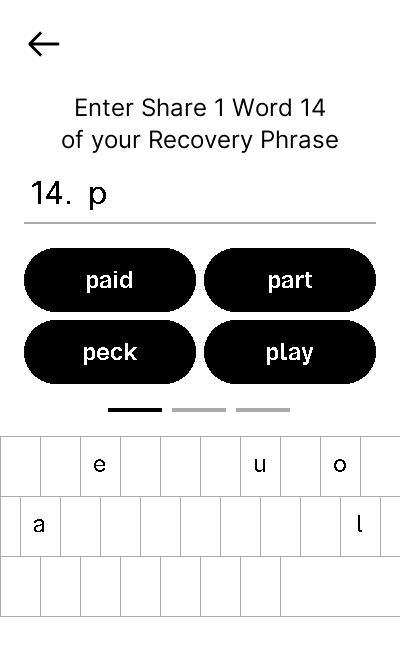 Enter Share 1 Word 14
of your Recovery Phrase
14. p
paid part
peck play
e u o
a l